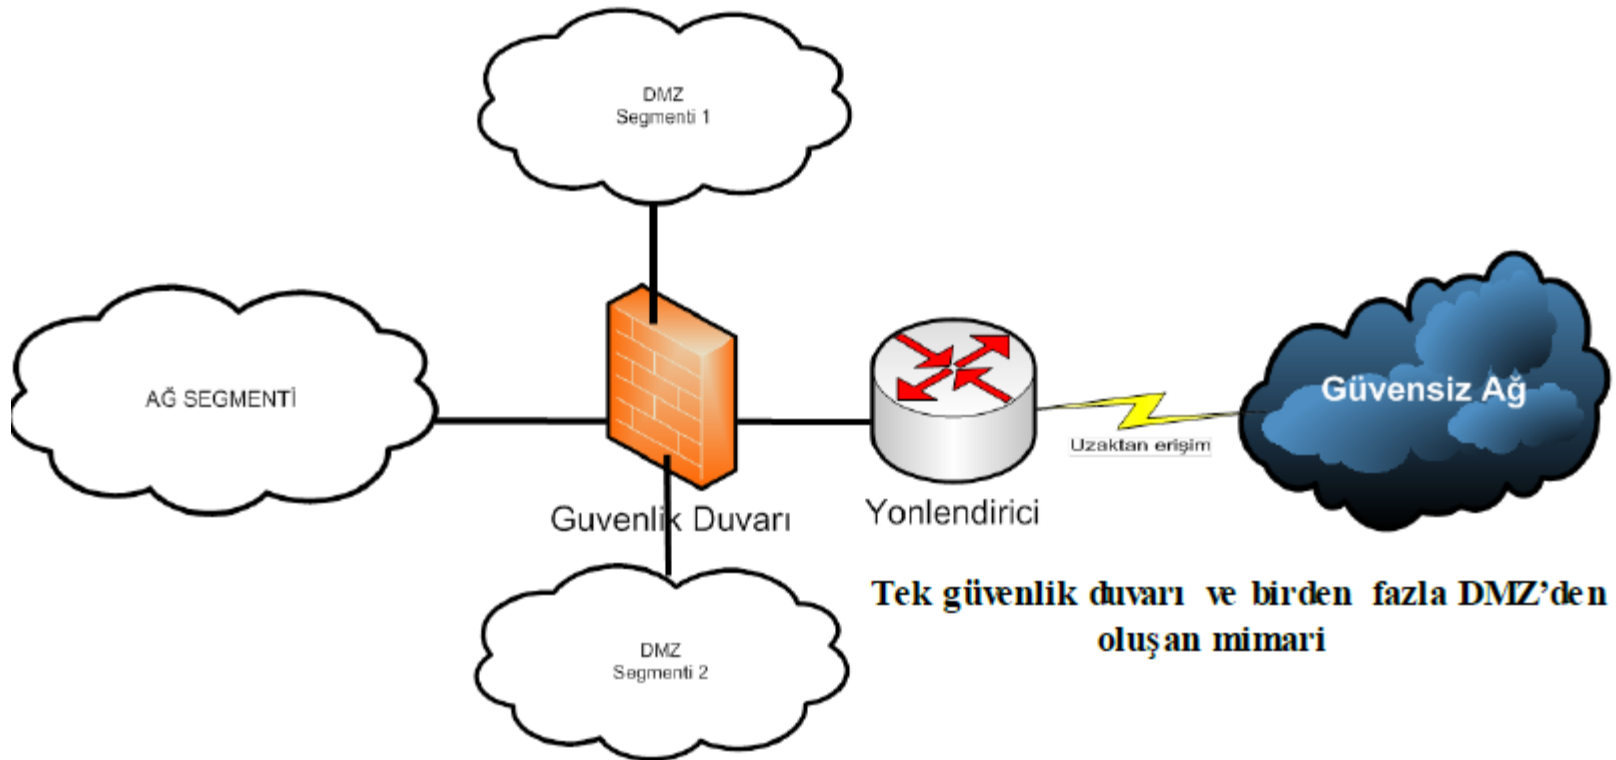 DMZ
Segmenti 1
AĞ SEGMENTİ
Güvensiz Ağ
Uzaktan erişim
Guvenlik Duvarı
Yonlendirici
Tek güvenlik duvarı ve birden fazla DMZ’den
oluşan mimari
DMZ
Segmenti 2